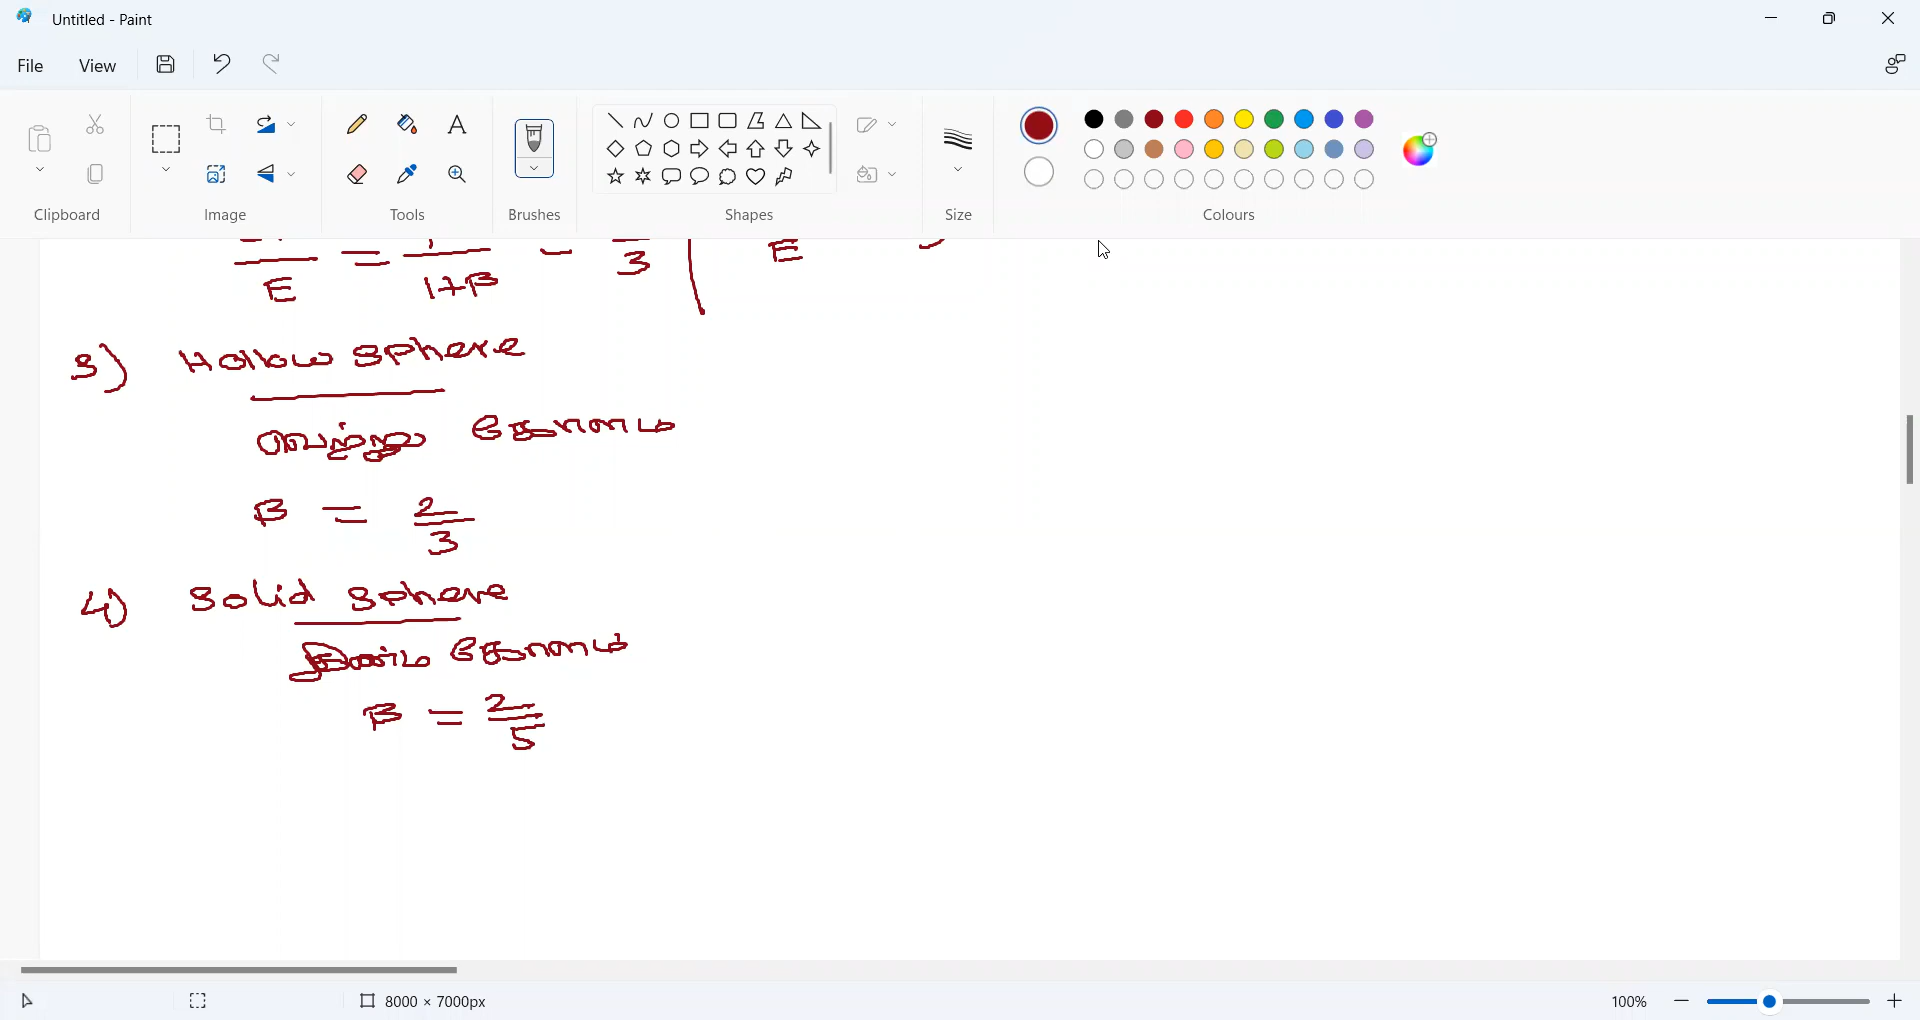 Untitled - Paint
File View
Clipboard Image Tools Brushes Shapes Size Colours
E = 1+β = 3 E
3) Hollow sphere
β = 2/3
4) Solid sphere
β = 2/5
8000 × 7000px 100%